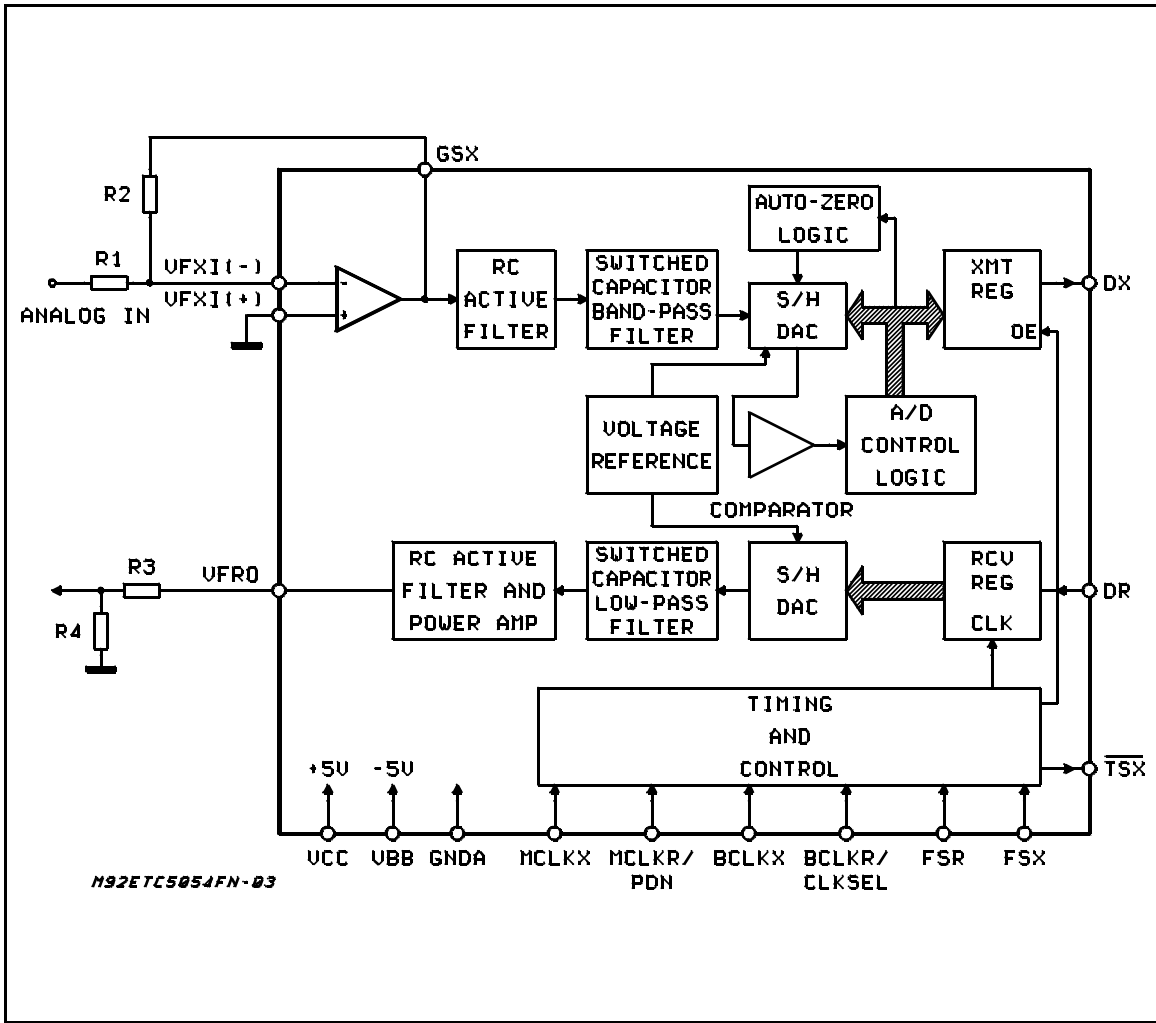 GSX
R2
AUTO-ZERO
LOGIC
R1
VFXI(-)
VFXI(+)
ANALOG IN
-
+
RC
ACTIVE
FILTER
SWITCHED
CAPACITOR
BAND-PASS
FILTER
S/H
DAC
XMT
REG
OE
DX
VOLTAGE
REFERENCE
A/D
CONTROL
LOGIC
COMPARATOR
R3
VFRO
R4
RC ACTIVE
FILTER AND
POWER AMP
SWITCHED
CAPACITOR
LOW-PASS
FILTER
S/H
DAC
RCV
REG
CLK
DR
TIMING
AND
CONTROL
TSX
+5V
-5V
VCC
VBB
GNDA
MCLKX
MCLKR/
PDN
BCLKX
BCLKR/
CLKSEL
FSR
FSX
M92ETC5054FN-03